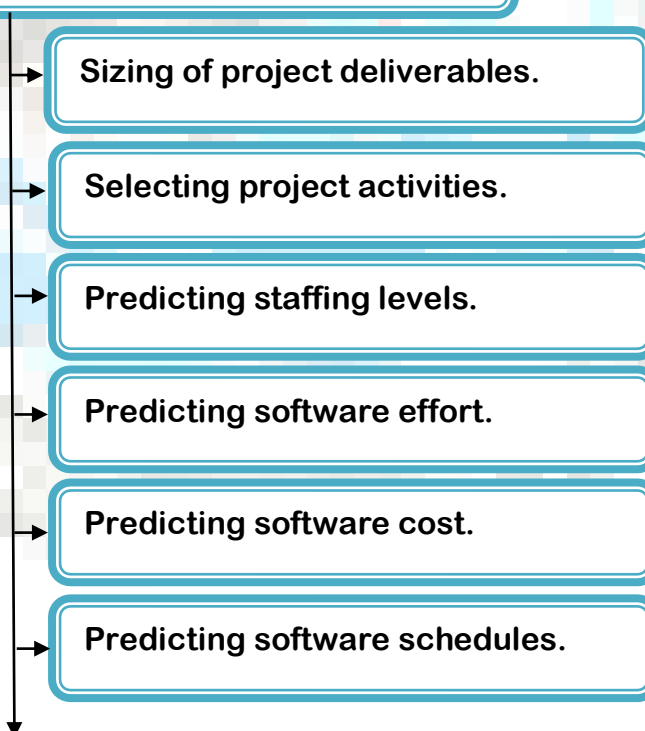 Sizing of project deliverables.
Selecting project activities.
Predicting staffing levels.
Predicting software effort.
Predicting software cost.
Predicting software schedules.